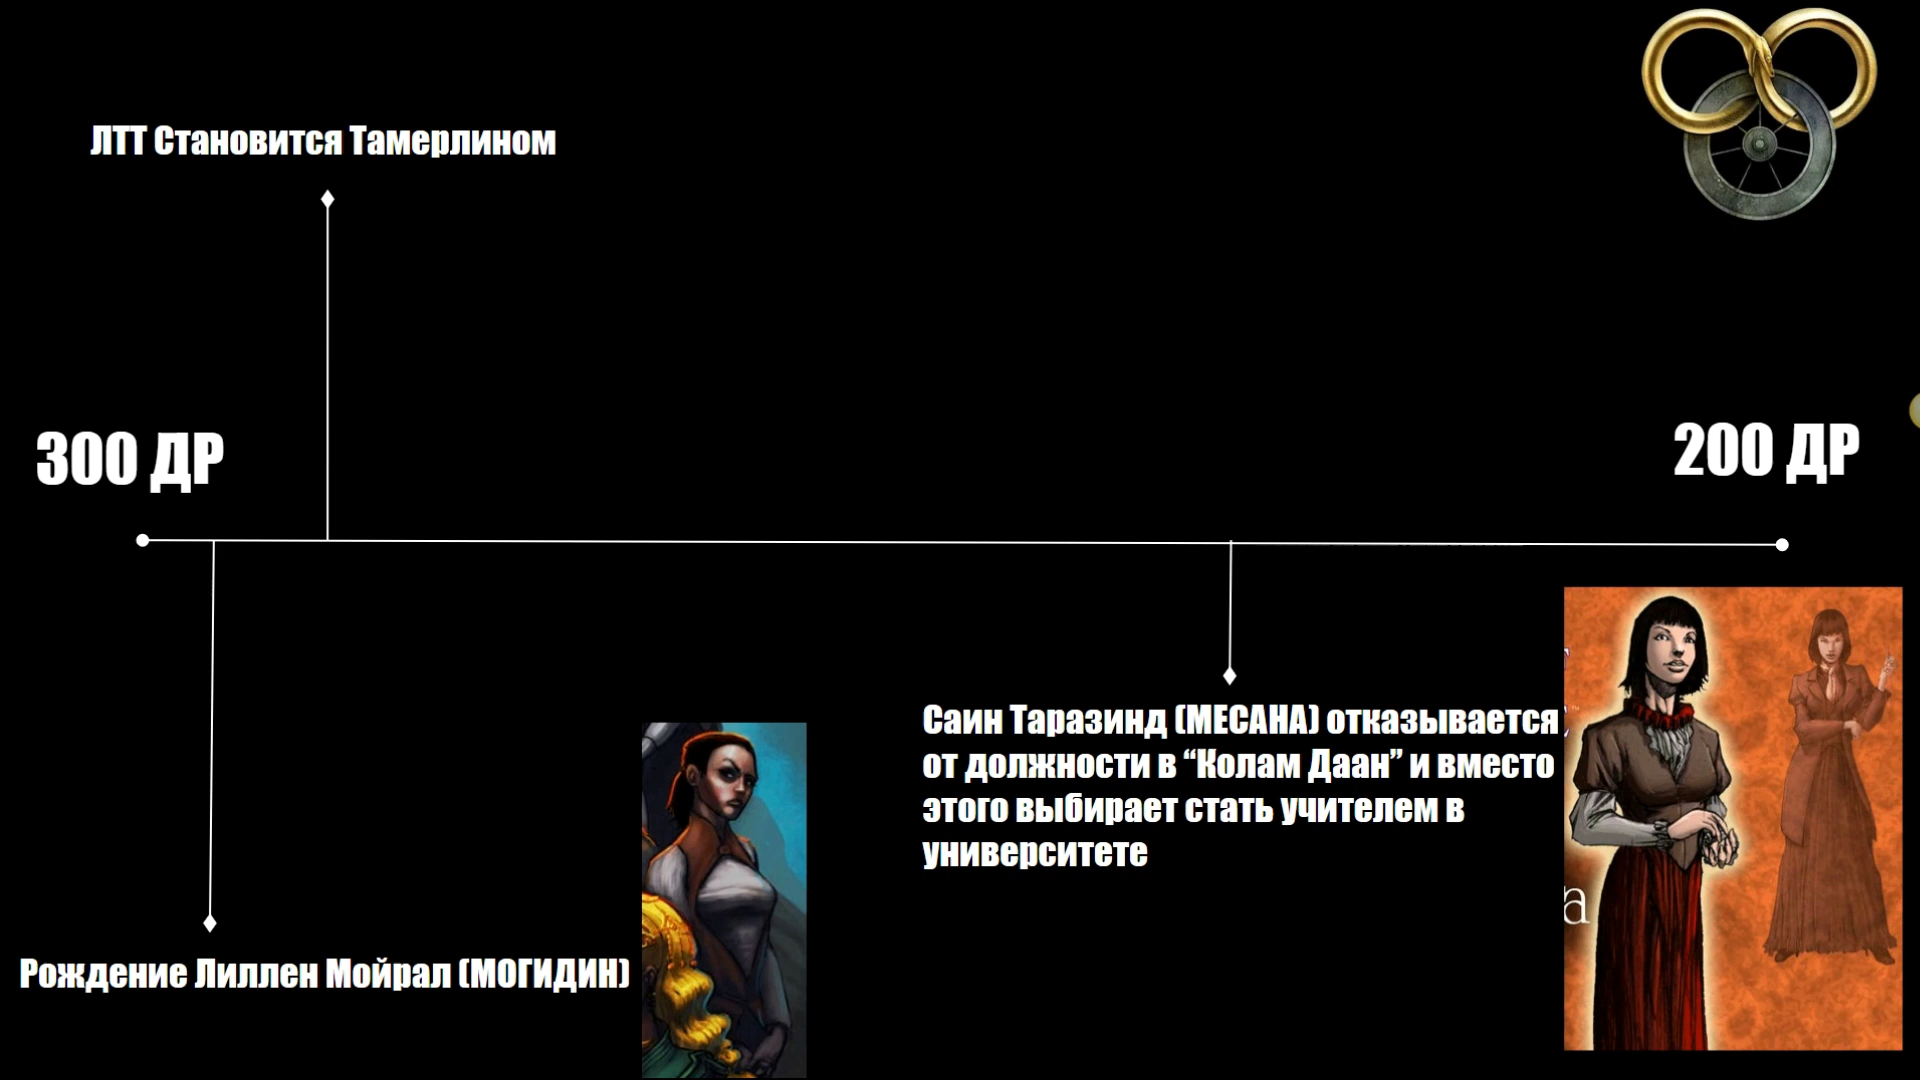 ЛТТ Становится Тамерлином
300 ДР
200 ДР
Саин Таразинд (МЕСАНА) отказывается
от должности в “Колам Даан” и вместо
этого выбирает стать учителем в
университете
a
Рождение Лиллен Мойрал (МОГИДИН)